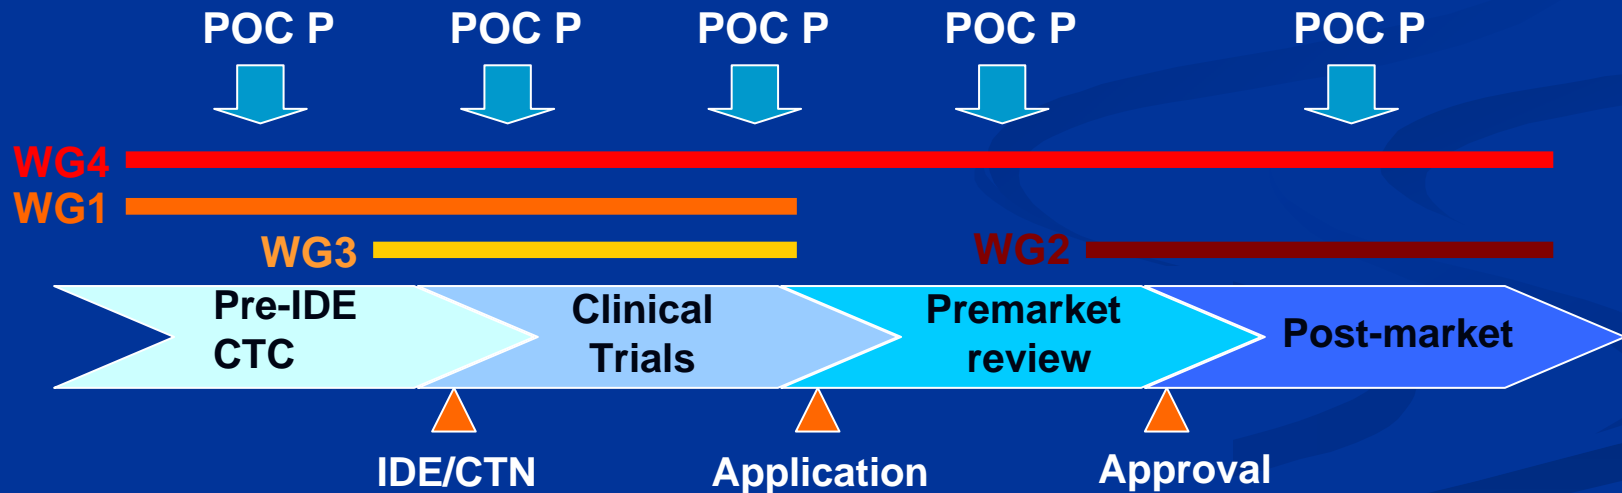 POC P POC P POC P POC P POC P
WG4
WG1
WG3 WG2
Pre-IDE
CTC
Clinical
Trials
Premarket
review
Post-market
IDE/CTN Application Approval